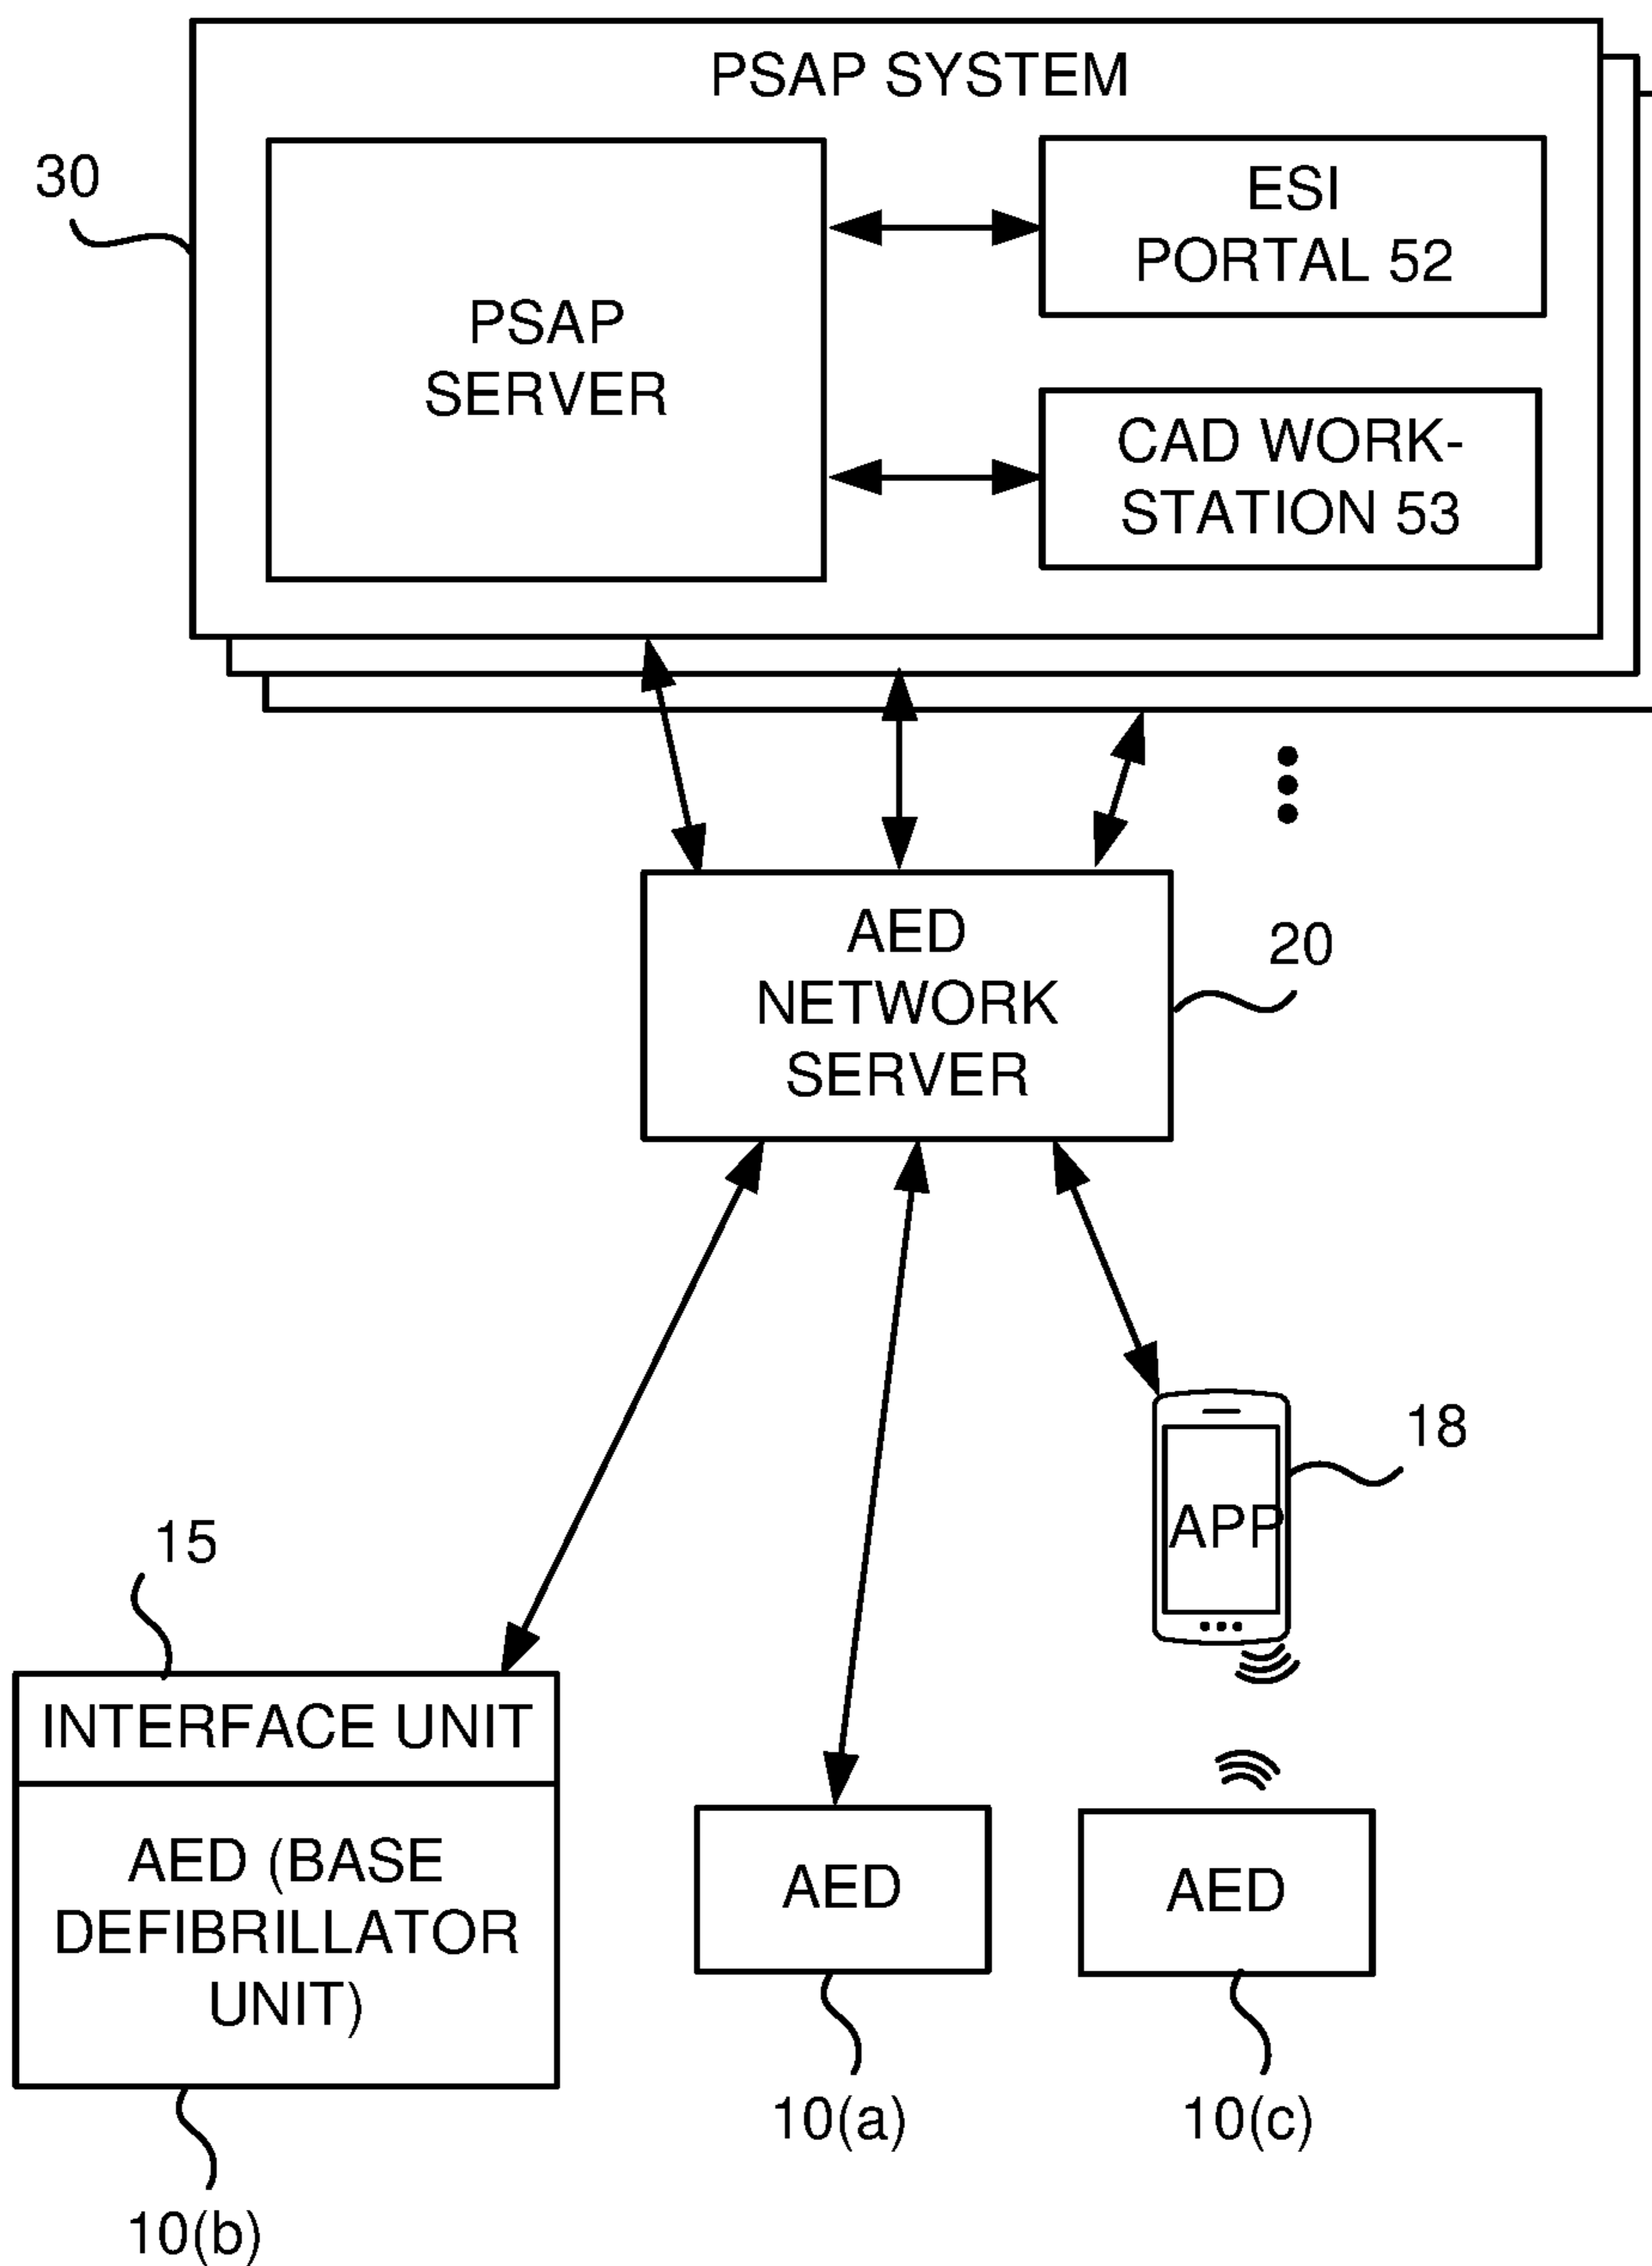 PSAP SYSTEM
30
PSAP
SERVER
ESI
PORTAL 52
CAD WORK-
STATION 53
AED
NETWORK
SERVER
20
18
APP
15
INTERFACE UNIT
AED (BASE
DEFIBRILLATOR
UNIT)
AED
AED
10(a)
10(c)
10(b)